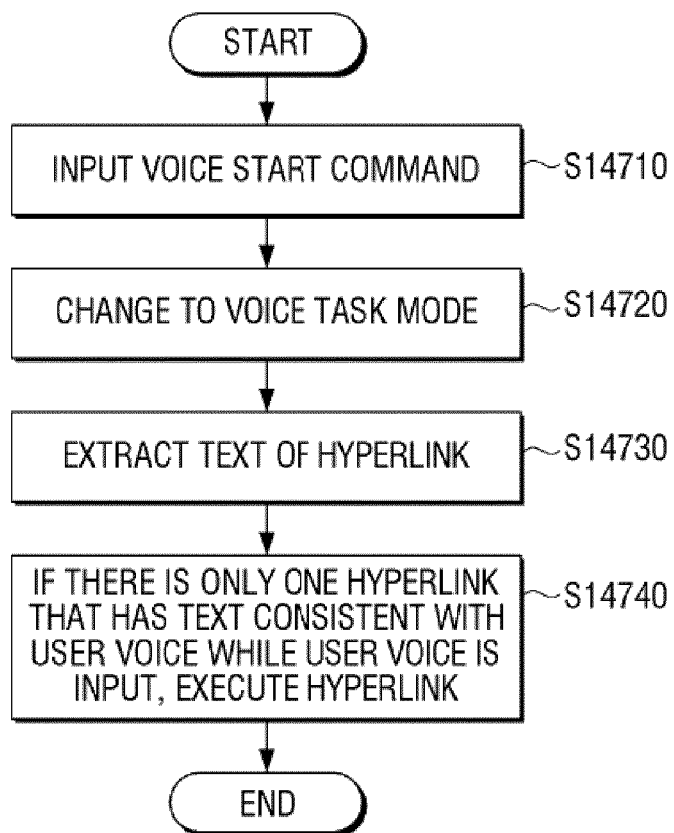 START
INPUT VOICE START COMMAND
S14710
CHANGE TO VOICE TASK MODE
S14720
EXTRACT TEXT OF HYPERLINK
S14730
IF THERE IS ONLY ONE HYPERLINK
THAT HAS TEXT CONSISTENT WITH
USER VOICE WHILE USER VOICE IS
INPUT, EXECUTE HYPERLINK
S14740
END